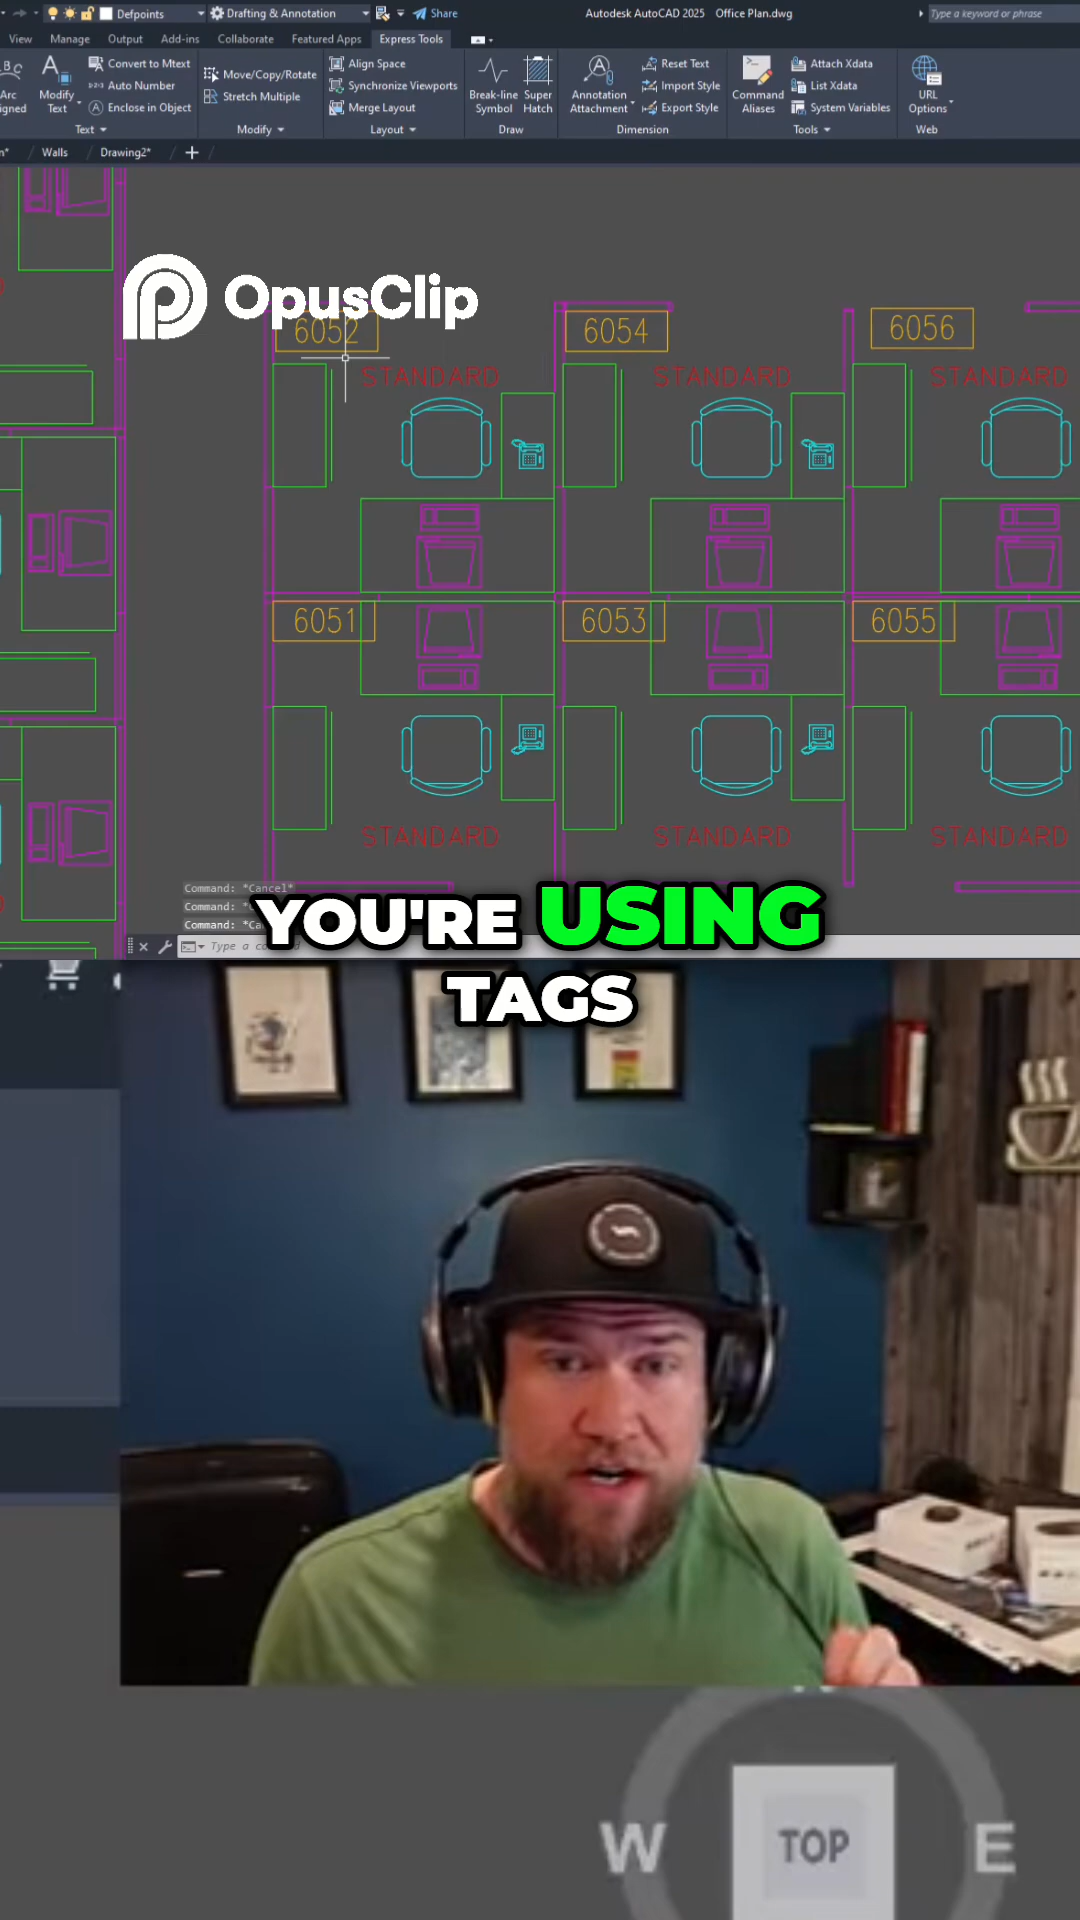 Defpoints
Drafting & Annotation
Share
Autodesk AutoCAD 2025 Office Plan.dwg
Type a keyword or phrase
View Manage Output Add-ins Collaborate Featured Apps Express Tools
Modify
Text
Convert to Mtext
Auto Number
Enclose in Object
Text
Move/Copy/Rotate
Stretch Multiple
Modify
Align Space
Synchronize Viewports
Merge Layout
Layout
Break-line
Symbol
Super
Hatch
Draw
Annotation
Attachment
Reset Text
Import Style
Export Style
Dimension
Command
Aliases
Attach Xdata
List Xdata
System Variables
Tools
URL
Options
Web
Walls
Drawing2*
OpusClip
6052
6054
6056
STANDARD
STANDARD
STANDARD
6051
6053
6055
STANDARD
STANDARD
STANDARD
Command: *Cancel*
Command:
Command:
YOU'RE USING
TAGS
W
TOP
E